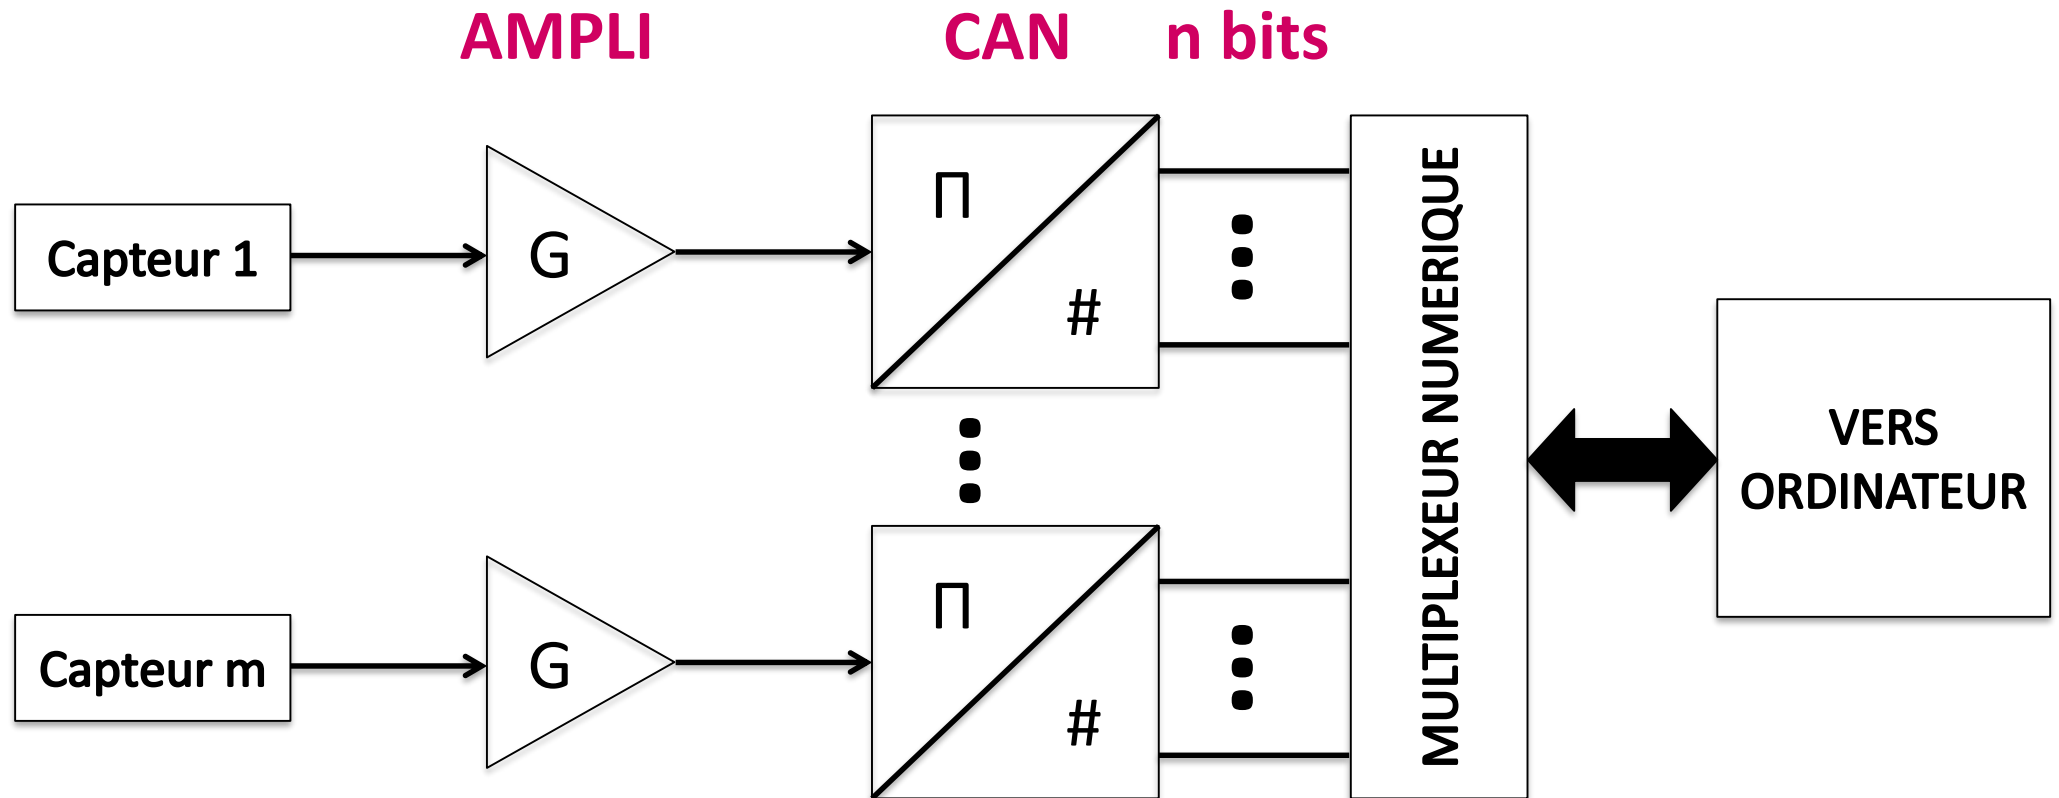 AMPLI CAN n bits
Capteur 1
G
Π
#
Capteur m
G
Π
#
MULTIPLEXEUR NUMERIQUE
VERS
ORDINATEUR